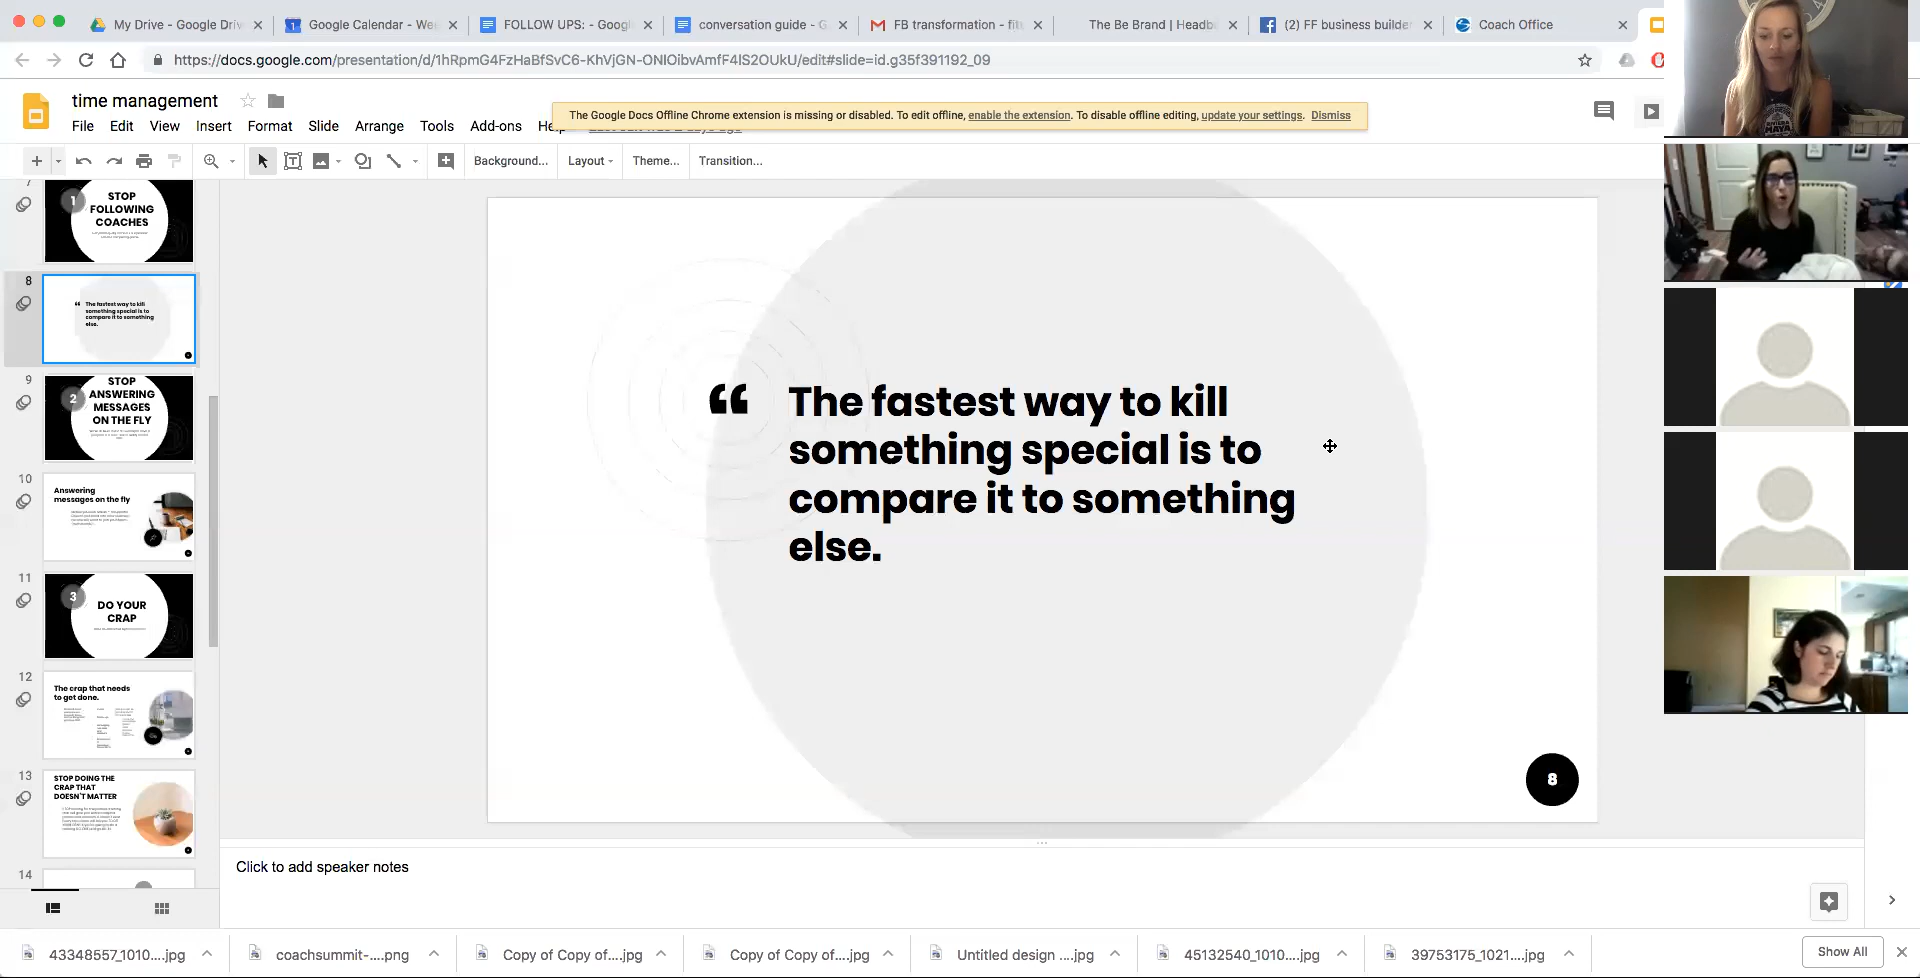 My Drive - Google Driv
Google Calendar - We
FOLLOW UPS: - Googl
conversation guide - G
FB transformation - fit
The Be Brand | Headb
(2) FF business builder
Coach Office
https://docs.google.com/presentation/d/1hRpmG4FzHaBfSvC6-KhVjGN-ONlOibvAmfF4lS2OUkU/edit#slide=id.g35f391192_09
time management
The Google Docs Offline Chrome extension is missing or disabled. To edit offline, enable the extension. To disable offline editing, update your settings. Dismiss
File Edit View Insert Format Slide Arrange Tools Add-ons Help
Background... Layout Theme... Transition...
7
1
STOP
FOLLOWING
COACHES
8
“ The fastest way to kill
something special is to
compare it to something
else.
9
2
STOP
ANSWERING
MESSAGES
ON THE FLY
10
Answering
messages on the fly
11
3
DO YOUR
CRAP
12
The crap that needs
to get done.
13
STOP DOING THE
CRAP THAT
DOESN'T MATTER
14
“ The fastest way to kill
something special is to
compare it to something
else.
8
Click to add speaker notes
43348557_1010....jpg
coachsummit-....png
Copy of Copy of....jpg
Copy of Copy of....jpg
Untitled design ....jpg
45132540_1010....jpg
39753175_1021....jpg
Show All